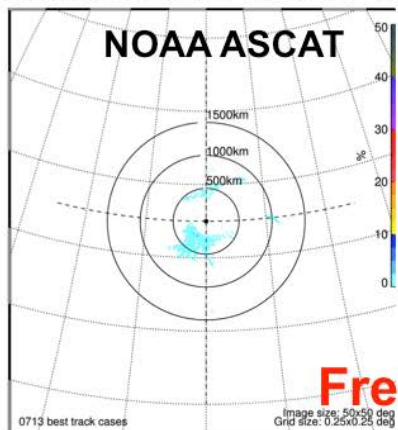 NOAA ASCAT
50
40
30
%
20
10
0
1500km
1000km
500km
Fre
0713 best track cases
Image size: 50x50 deg
Grid size: 0.25x0.25 deg